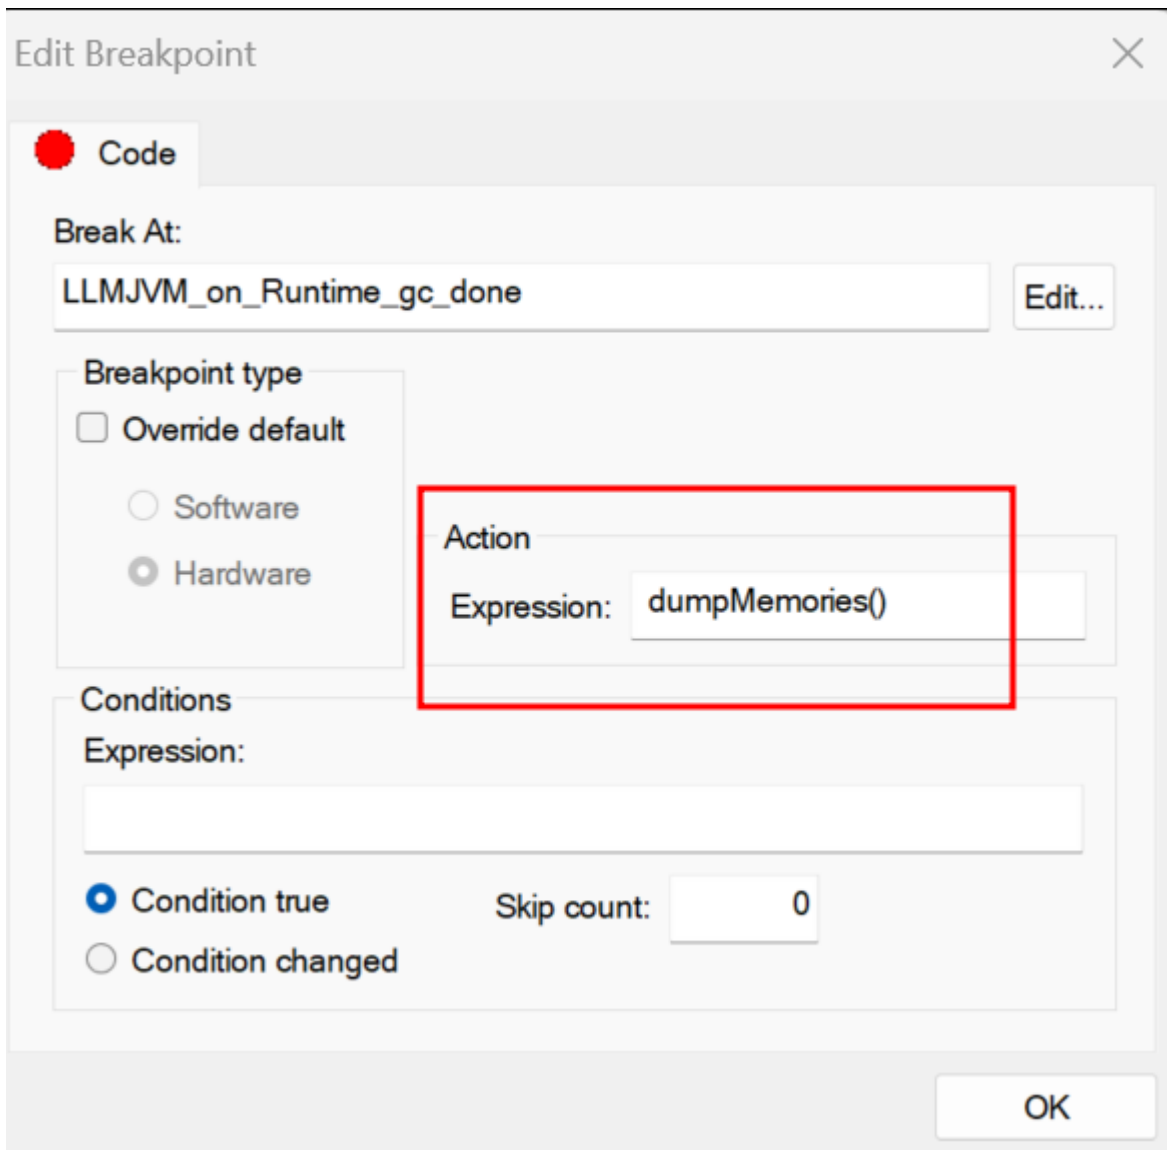 Edit Breakpoint
Code
Break At:
LLMJVM_on_Runtime_gc_done
Edit...
Breakpoint type
Override default
Software
Hardware
Action
Expression: dumpMemories()
Conditions
Expression:
Condition true
Skip count: 0
Condition changed
OK